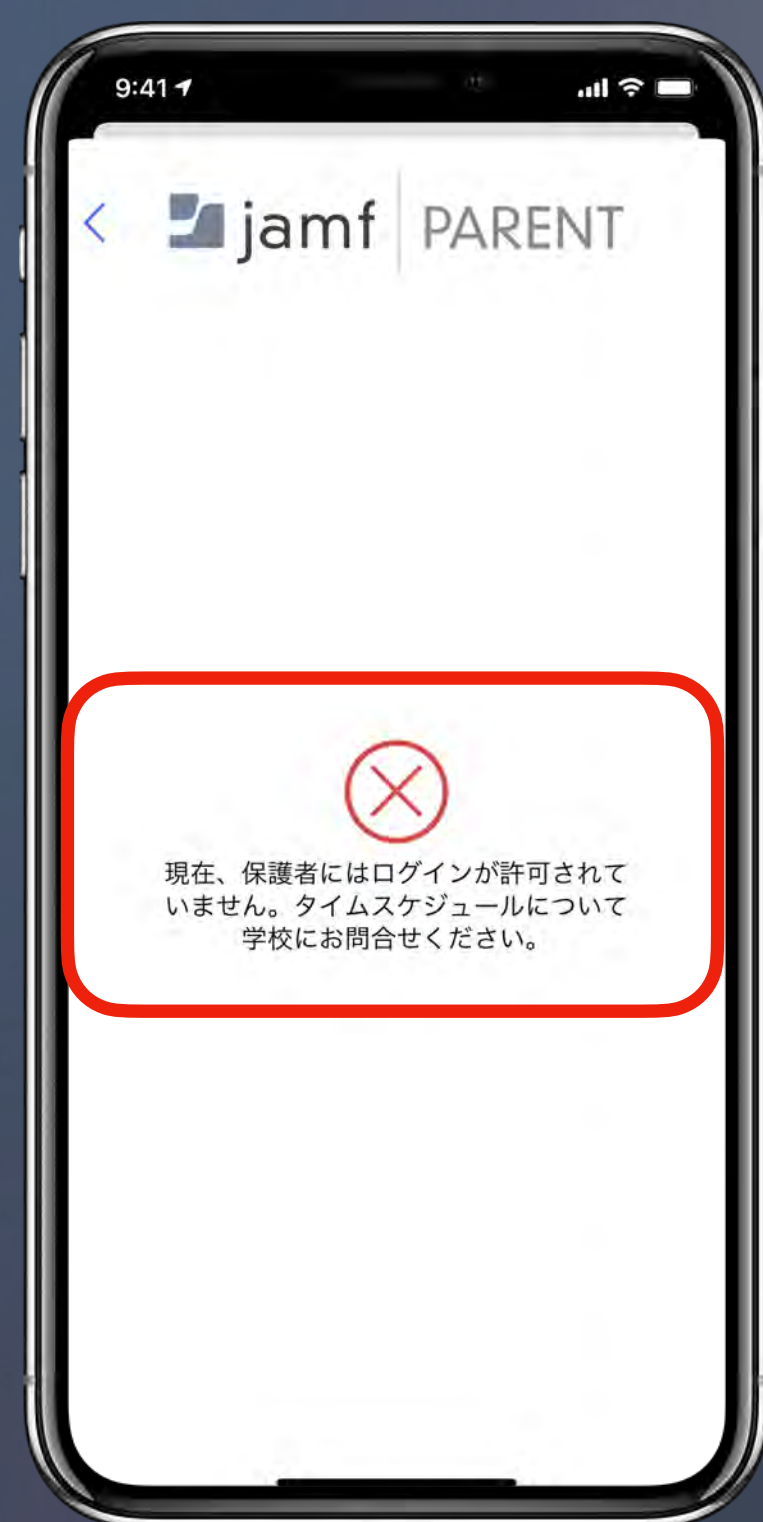 9:41
jamf PARENT
現在、保護者にはログインが許可されて
いません。タイムスケジュールについて
学校にお問合せください。